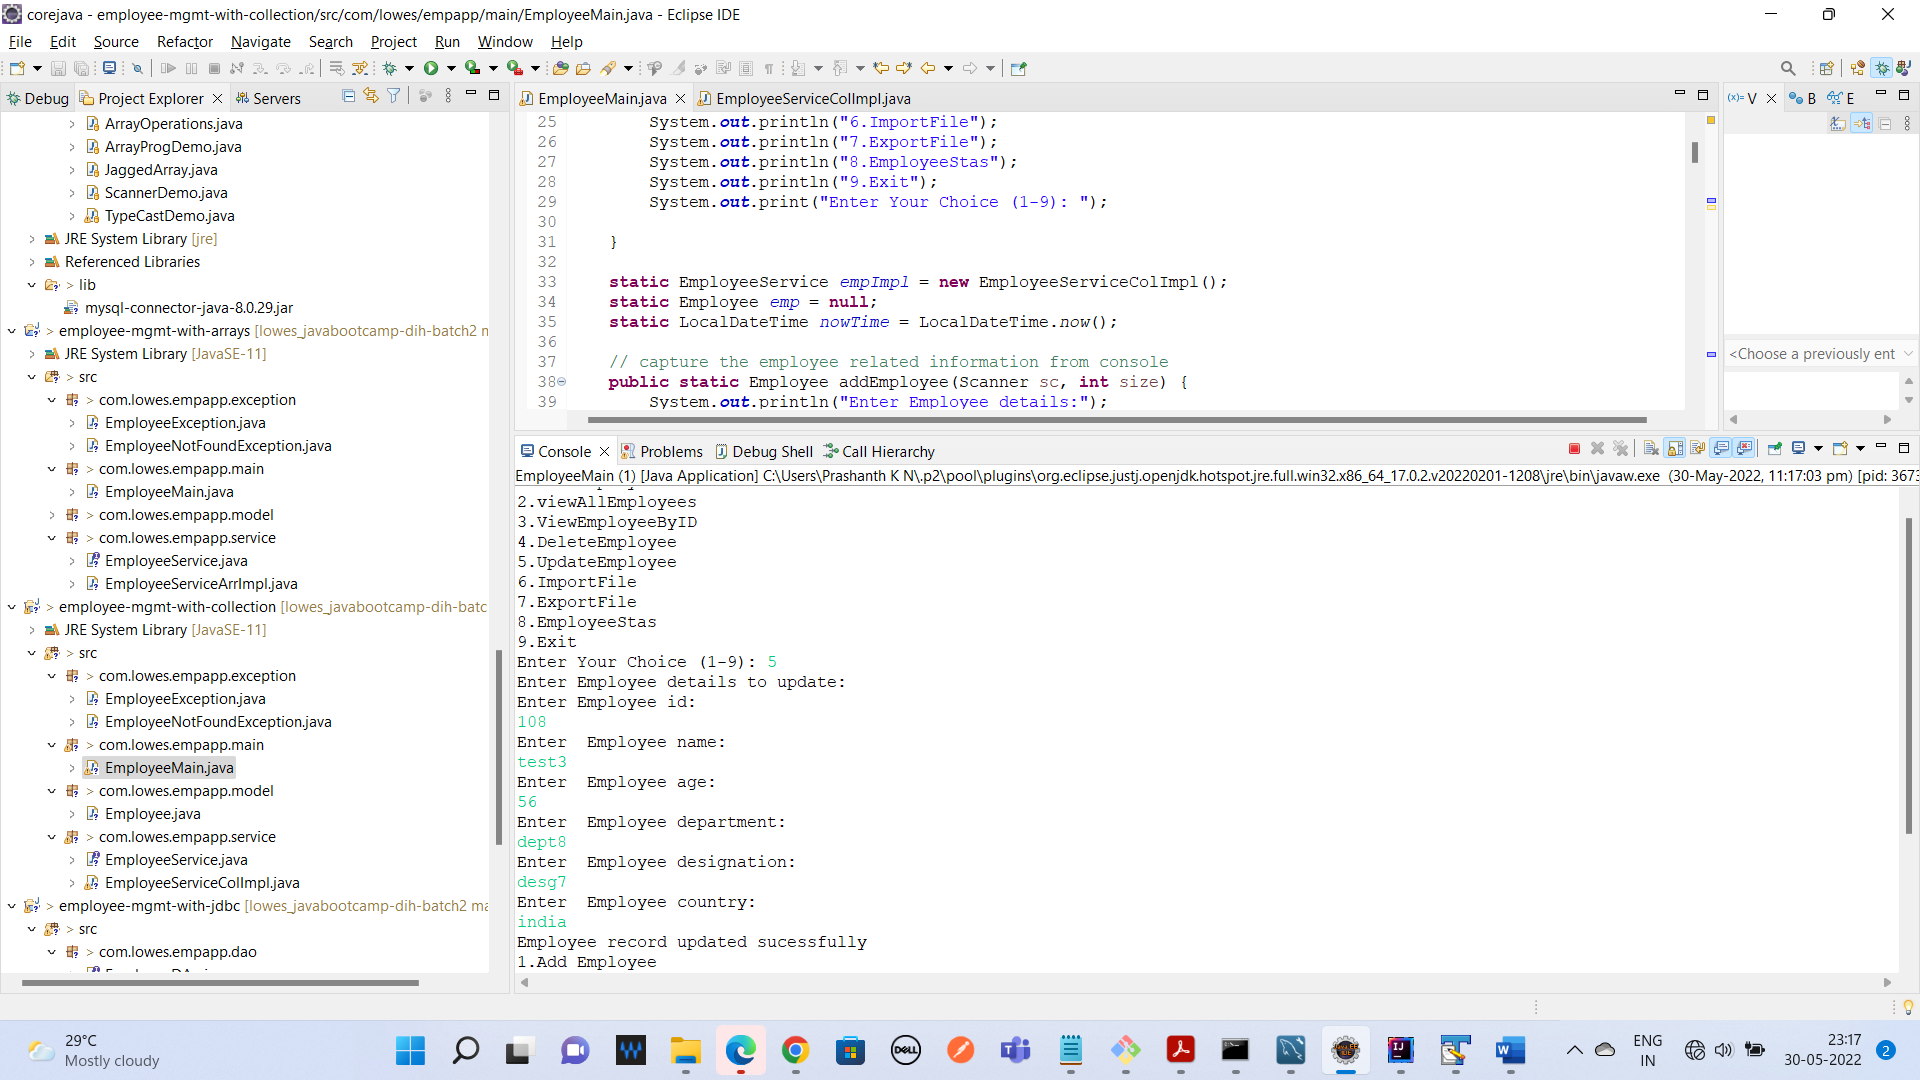 corejava - employee-mgmt-with-collection/src/com/lowes/empapp/main/EmployeeMain.java - Eclipse IDE
File Edit Source Refactor Navigate Search Project Run Window Help
Debug Project Explorer Servers
ArrayOperations.java
ArrayProgDemo.java
JaggedArray.java
ScannerDemo.java
TypeCastDemo.java
JRE System Library [jre]
Referenced Libraries
> lib
mysql-connector-java-8.0.29.jar
> employee-mgmt-with-arrays [lowes_javabootcamp-dih-batch2 m
JRE System Library [JavaSE-11]
> src
> com.lowes.empapp.exception
EmployeeException.java
EmployeeNotFoundException.java
> com.lowes.empapp.main
EmployeeMain.java
> com.lowes.empapp.model
> com.lowes.empapp.service
EmployeeService.java
EmployeeServiceArrImpl.java
> employee-mgmt-with-collection [lowes_javabootcamp-dih-batc
JRE System Library [JavaSE-11]
> src
> com.lowes.empapp.exception
EmployeeException.java
EmployeeNotFoundException.java
> com.lowes.empapp.main
EmployeeMain.java
> com.lowes.empapp.model
Employee.java
> com.lowes.empapp.service
EmployeeService.java
EmployeeServiceColImpl.java
> employee-mgmt-with-jdbc [lowes_javabootcamp-dih-batch2 ma
> src
> com.lowes.empapp.dao
EmployeeMain.java EmployeeServiceColImpl.java
25 System.out.println("6.ImportFile");
26 System.out.println("7.ExportFile");
27 System.out.println("8.EmployeeStas");
28 System.out.println("9.Exit");
29 System.out.print("Enter Your Choice (1-9): ");
30
31 }
32
33 static EmployeeService empImpl = new EmployeeServiceColImpl();
34 static Employee emp = null;
35 static LocalDateTime nowTime = LocalDateTime.now();
36
37 // capture the employee related information from console
38 public static Employee addEmployee(Scanner sc, int size) {
39 System.out.println("Enter Employee details:");
(x)= V B E
<Choose a previously ent
Console Problems Debug Shell Call Hierarchy
EmployeeMain (1) [Java Application] C:\Users\Prashanth K N\.p2\pool\plugins\org.eclipse.justj.openjdk.hotspot.jre.full.win32.x86_64_17.0.2.v20220201-1208\jre\bin\javaw.exe (30-May-2022, 11:17:03 pm) [pid: 3673
2.viewAllEmployees
3.ViewEmployeeByID
4.DeleteEmployee
5.UpdateEmployee
6.ImportFile
7.ExportFile
8.EmployeeStas
9.Exit
Enter Your Choice (1-9): 5
Enter Employee details to update:
Enter Employee id:
108
Enter  Employee name:
test3
Enter  Employee age:
56
Enter  Employee department:
dept8
Enter  Employee designation:
desg7
Enter  Employee country:
india
Employee record updated sucessfully
1.Add Employee
29°C
Mostly cloudy
DELL
ENG
IN
23:17
30-05-2022
2